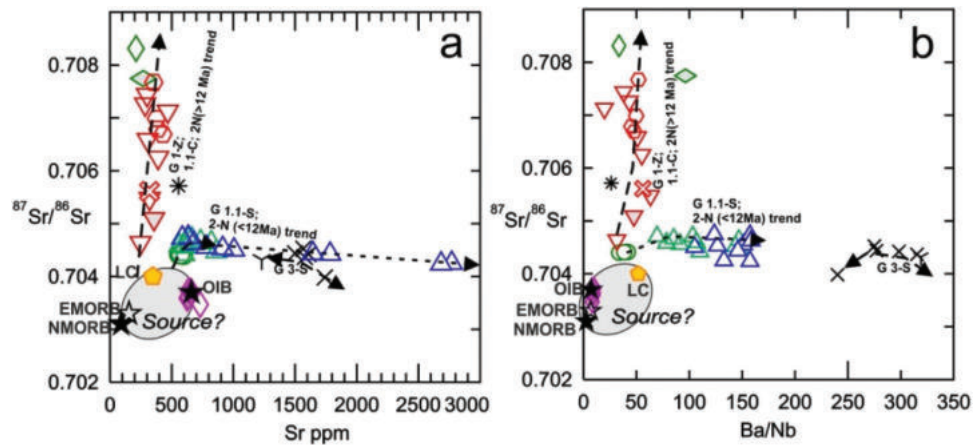 a
0.708
0.706
0.704
0.702
87Sr/86Sr
G 1-Z;
1.1-C; 2N(>12 Ma) trend
G 1.1-S;
2-N (<12Ma) trend
G 3-S
LC
OIB
EMORB
NMORB
Source?
0 500 1000 1500 2000 2600 3000
Sr ppm
b
0.708
0.706
0.704
0.702
87Sr/86Sr
G 1-Z;
1.1-C; 2N(>12 Ma) trend
G 1.1-S;
2-N (<12Ma) trend
G 3-S
OIB
LC
EMORB
NMORB
Source?
0 50 100 150 200 250 300 350
Ba/Nb